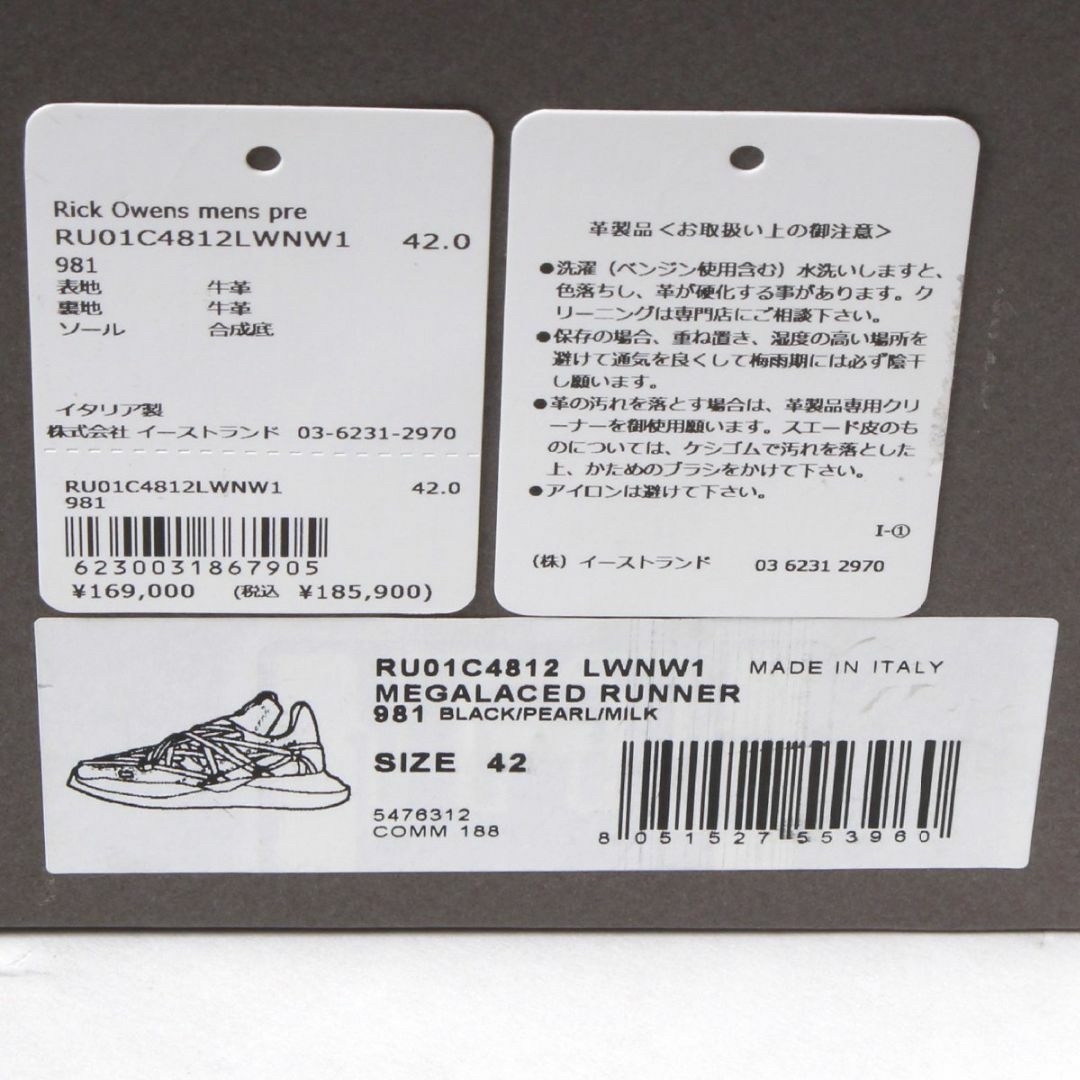 Rick Owens mens pre
RU01C4812LWNW1 42.0
981
表地 牛革
裏地 牛革
ソール 合成底
イタリア製
株式会社 イーストランド 03-6231-2970
RU01C4812LWNW1 42.0
981
6230031867905
¥169,000 (税込 ¥185,900)
革製品<お取扱い上の御注意>
●洗濯(ベンジン使用含む)水洗いしますと、
色落ちし、革が硬化する事があります。ク
リーニングは専門店にご相談下さい。
●保存の場合、重ね置き、湿度の高い場所を
避けて通気を良くして梅雨期には必ず陰干
し願います。
●革の汚れを落とす場合は、革製品専用クリ
ーナーを御使用願います。スエード皮のも
のについては、ケシゴムで汚れを落とした
上、かためのブラシをかけて下さい。
●アイロンは避けて下さい。
I-①
(株)イーストランド 03 6231 2970
RU01C4812 LWNW1 MADE IN ITALY
MEGALACED RUNNER
981 BLACK/PEARL/MILK
SIZE 42
5476312
COMM 188
8 051527 553960